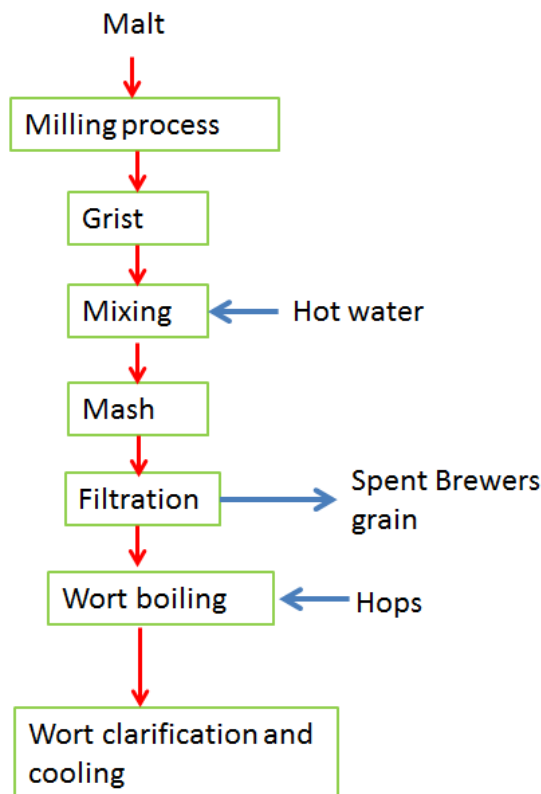 Malt
Milling process
Grist
Mixing
Hot water
Mash
Filtration
Spent Brewers
grain
Wort boiling
Hops
Wort clarification and
cooling